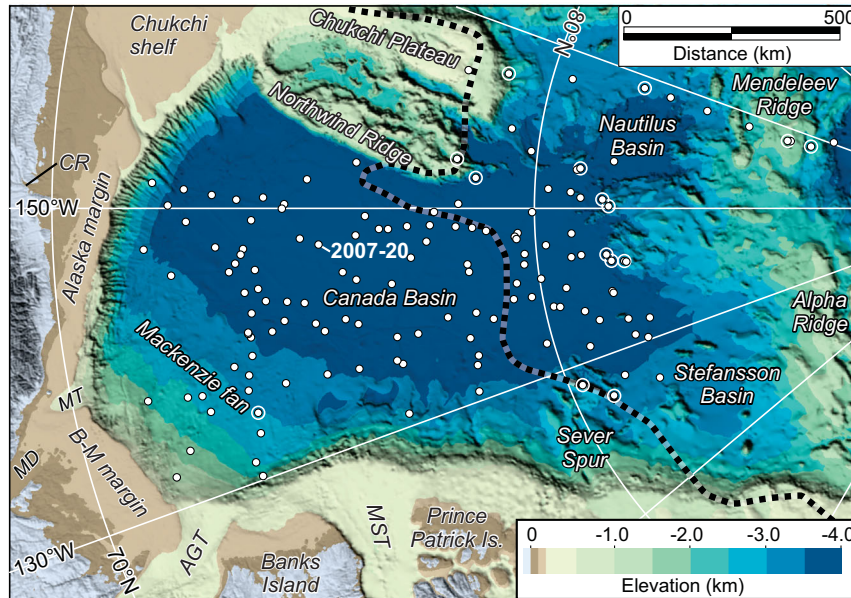 Chukchi
shelf
Chukchi Plateau
N.08
0 500
Distance (km)
Mendeleev
Ridge
Northwind Ridge
Nautilus
Basin
CR
150°W
Alaska margin
2007-20
Canada Basin
Alpha
Ridge
Mackenzie fan
Stefansson
Basin
MT
B-M margin
Sever
Spur
MD
MST
Prince
Patrick Is.
130°W
70°N
AGT
Banks
Island
0 -1.0 -2.0 -3.0 -4.0
Elevation (km)